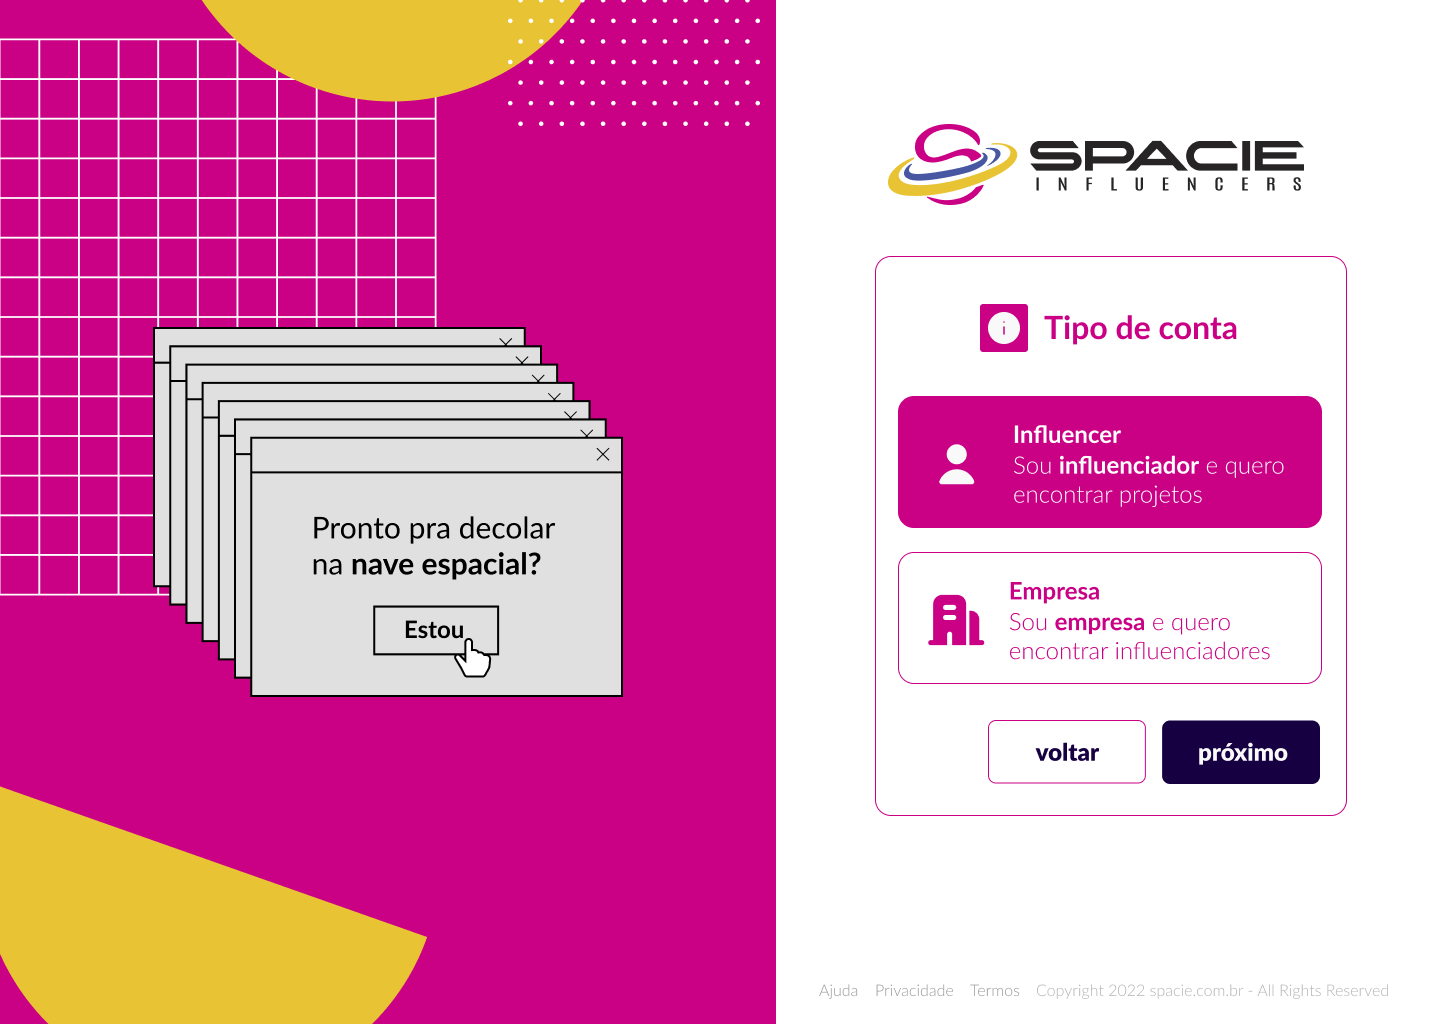 Pronto pra decolar
na nave espacial?
Estou
SPACIE
INFLUENCERS
i
Tipo de conta
Influencer
Sou influenciador e quero
encontrar projetos
Empresa
Sou empresa e quero
encontrar influenciadores
voltar
próximo
Ajuda Privacidade Termos Copyright 2022 spacie.com.br - All Rights Reserved